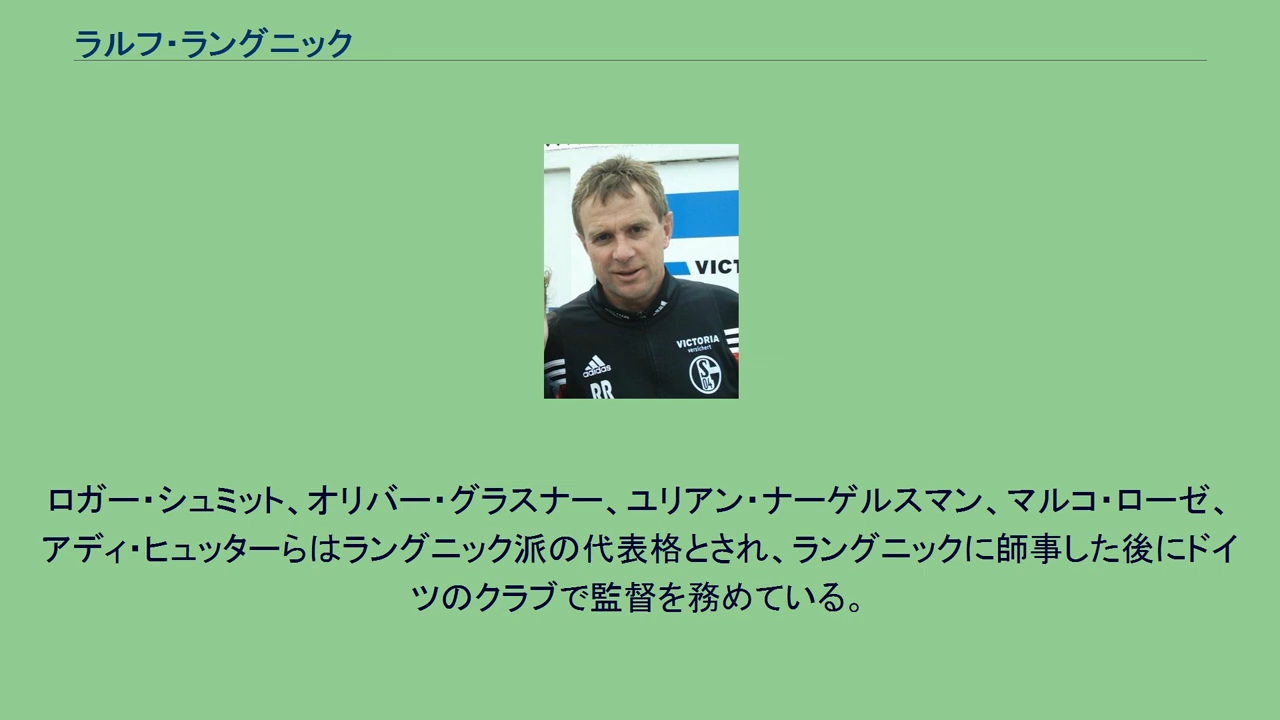 ラルフ・ラングニック
VICT
VICTORIA
versichert
adidas
S04
RR
ロガー・シュミット、オリバー・グラスナー、ユリアン・ナーゲルスマン、マルコ・ローゼ、
アディ・ヒュッターらはラングニック派の代表格とされ、ラングニックに師事した後にドイ
ツのクラブで監督を務めている。